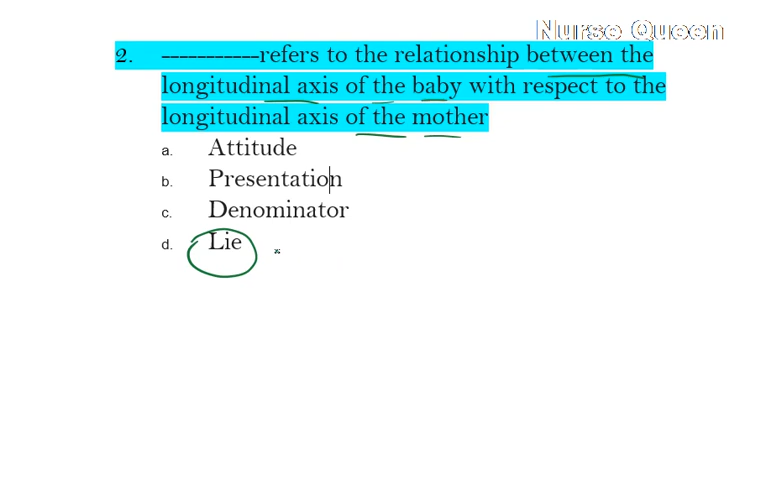 Nurse Queen
2. -----------refers to the relationship between the
longitudinal axis of the baby with respect to the
longitudinal axis of the mother
a. Attitude
b. Presentation
c. Denominator
d. Lie